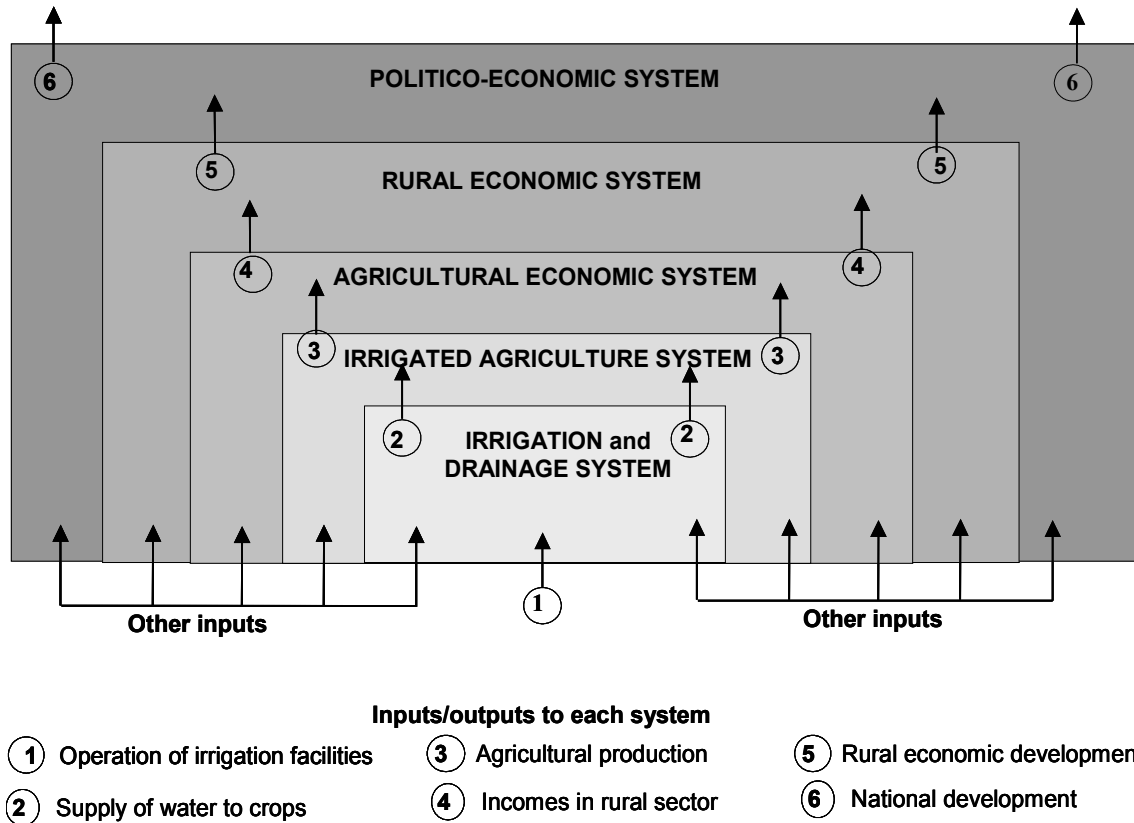 6
6
POLITICO-ECONOMIC SYSTEM
5
5
RURAL ECONOMIC SYSTEM
4
4
AGRICULTURAL ECONOMIC SYSTEM
3
3
IRRIGATED AGRICULTURE SYSTEM
2
2
IRRIGATION and
DRAINAGE SYSTEM
Other inputs
1
Other inputs
Inputs/outputs to each system
1 Operation of irrigation facilities
3 Agricultural production
5 Rural economic development
2 Supply of water to crops
4 Incomes in rural sector
6 National development